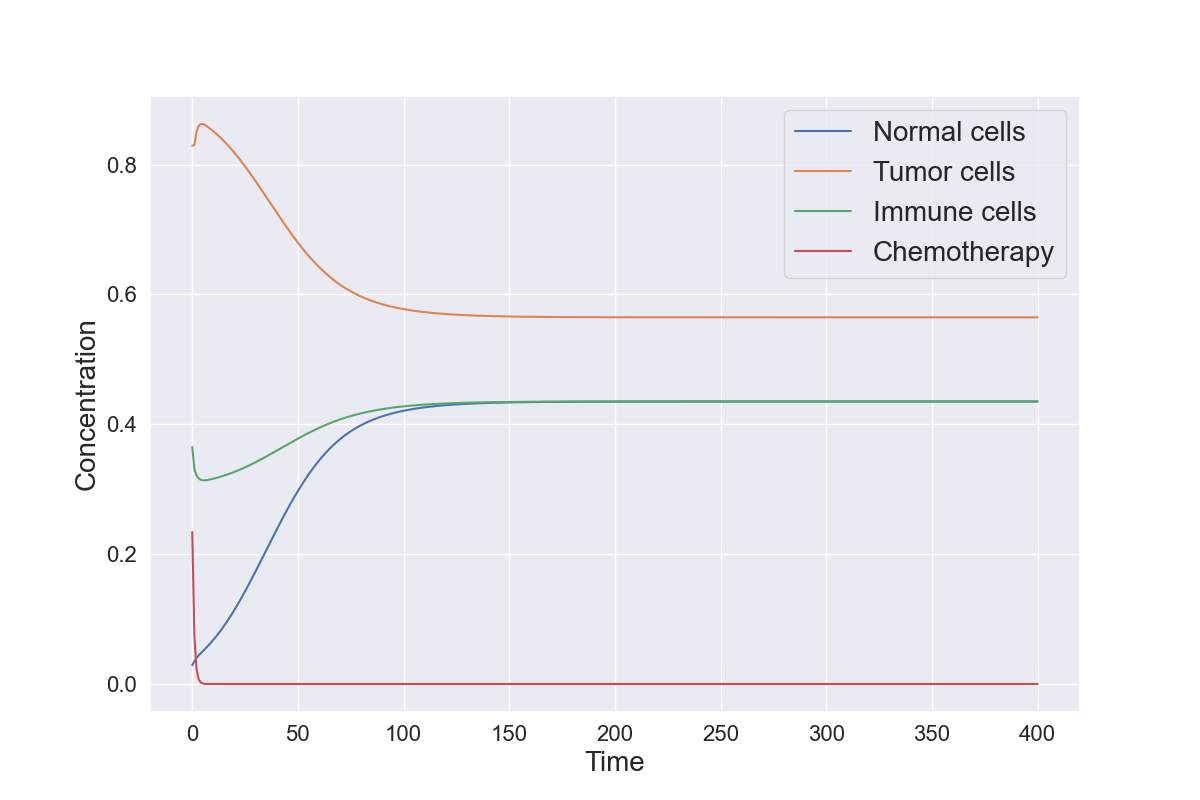 Normal cells
Tumor cells
Immune cells
Chemotherapy
Concentration
0.8
0.6
0.4
0.2
0.0
0 50 100 150 200 250 300 350 400
Time